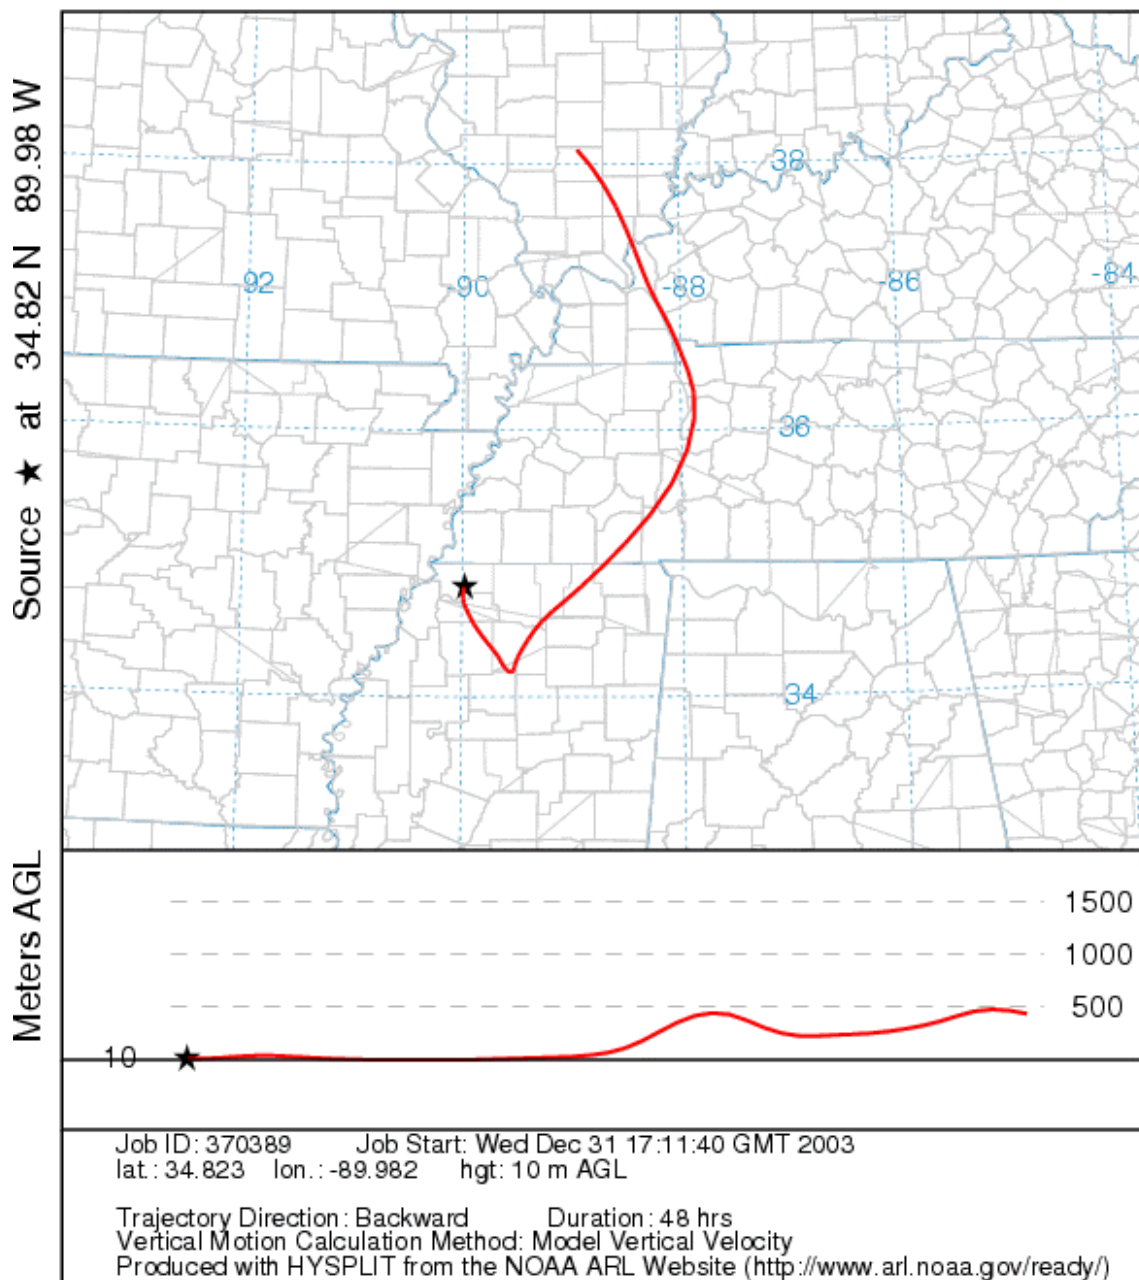 Source ★ at 34.82 N 89.98 W
38
-92
-90
-88
-86
-84
36
34
Meters AGL
1500
1000
500
10
Job ID: 370389 Job Start: Wed Dec 31 17:11:40 GMT 2003
lat.: 34.823 lon.: -89.982 hgt: 10 m AGL
Trajectory Direction: Backward Duration: 48 hrs
Vertical Motion Calculation Method: Model Vertical Velocity
Produced with HYSPLIT from the NOAA ARL Website (http://www.arl.noaa.gov/ready/)